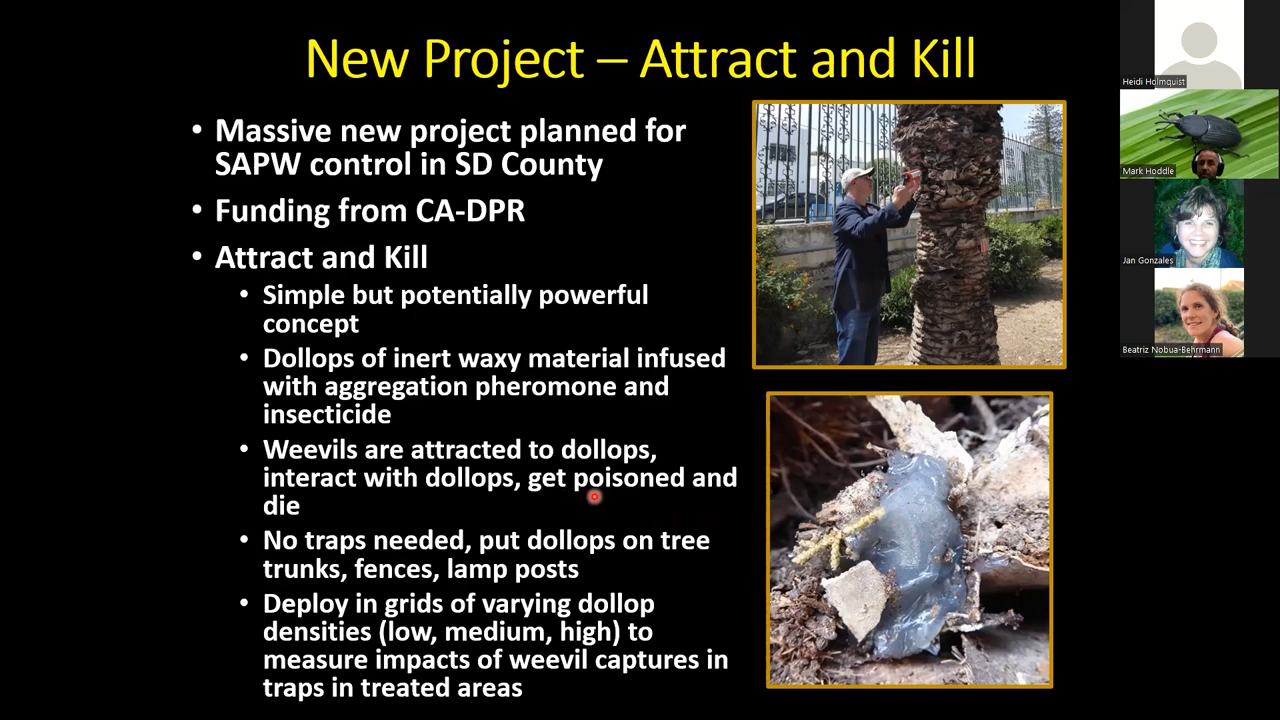 New Project – Attract and Kill
• Massive new project planned for
SAPW control in SD County
• Funding from CA-DPR
• Attract and Kill
• Simple but potentially powerful
concept
• Dollops of inert waxy material infused
with aggregation pheromone and
insecticide
• Weevils are attracted to dollops,
interact with dollops, get poisoned and
die
• No traps needed, put dollops on tree
trunks, fences, lamp posts
• Deploy in grids of varying dollop
densities (low, medium, high) to
measure impacts of weevil captures in
traps in treated areas
Heidi Holmquist
Mark Hoddle
Jan Gonzales
Beatriz Nobua-Behrmann